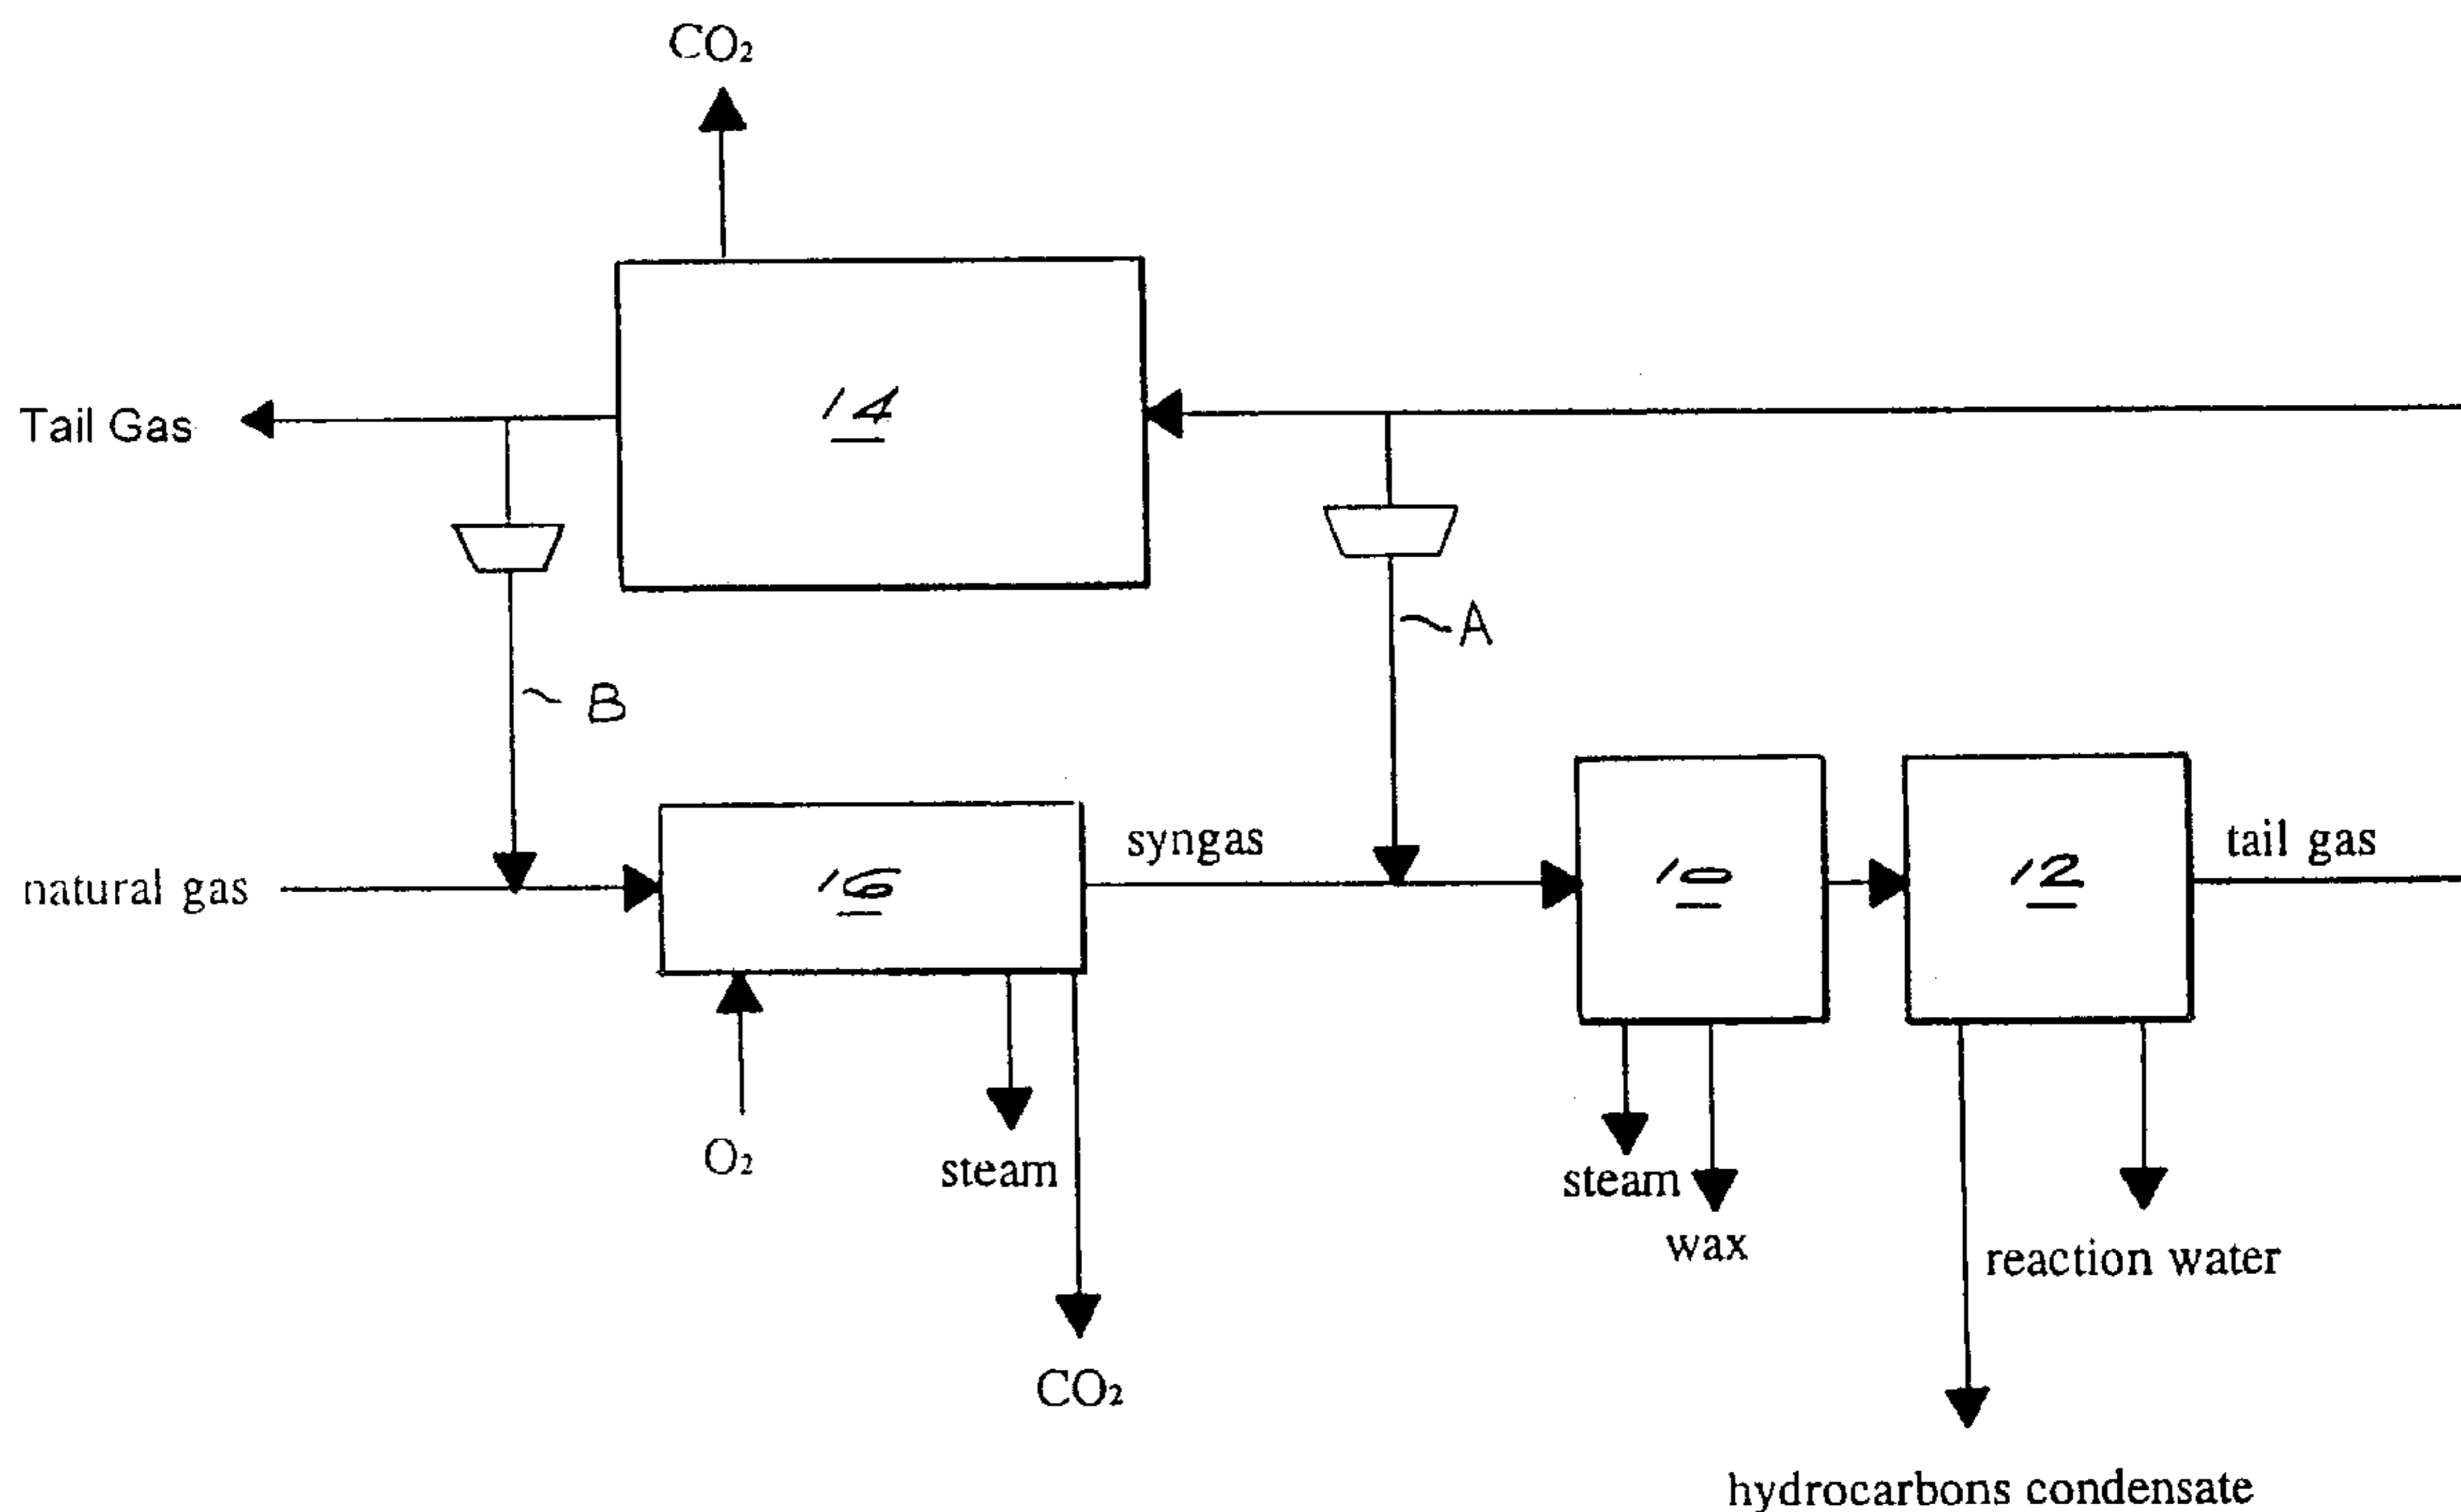 CO₂
14
Tail Gas
A
B
syngas
tail gas
natural gas
16
10
12
O₂
steam
steam
wax
reaction water
CO₂
hydrocarbons condensate